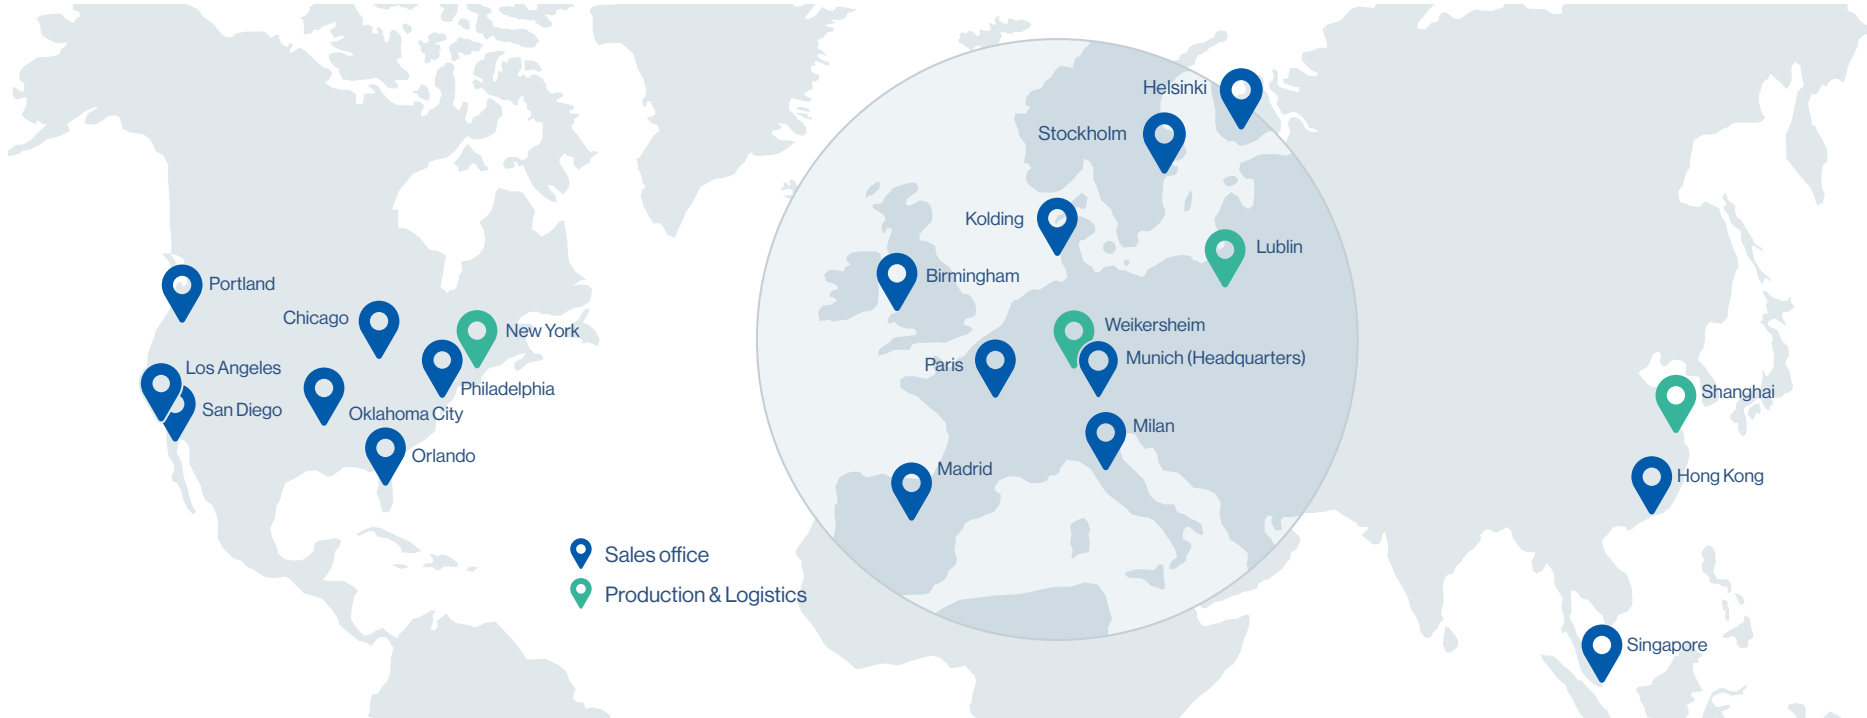 Helsinki
Stockholm
Kolding
Lublin
Birmingham
Portland
Chicago
New York
Weikersheim
Munich (Headquarters)
Paris
Los Angeles
Philadelphia
San Diego
Oklahoma City
Shanghai
Milan
Orlando
Madrid
Hong Kong
Sales office
Production & Logistics
Singapore